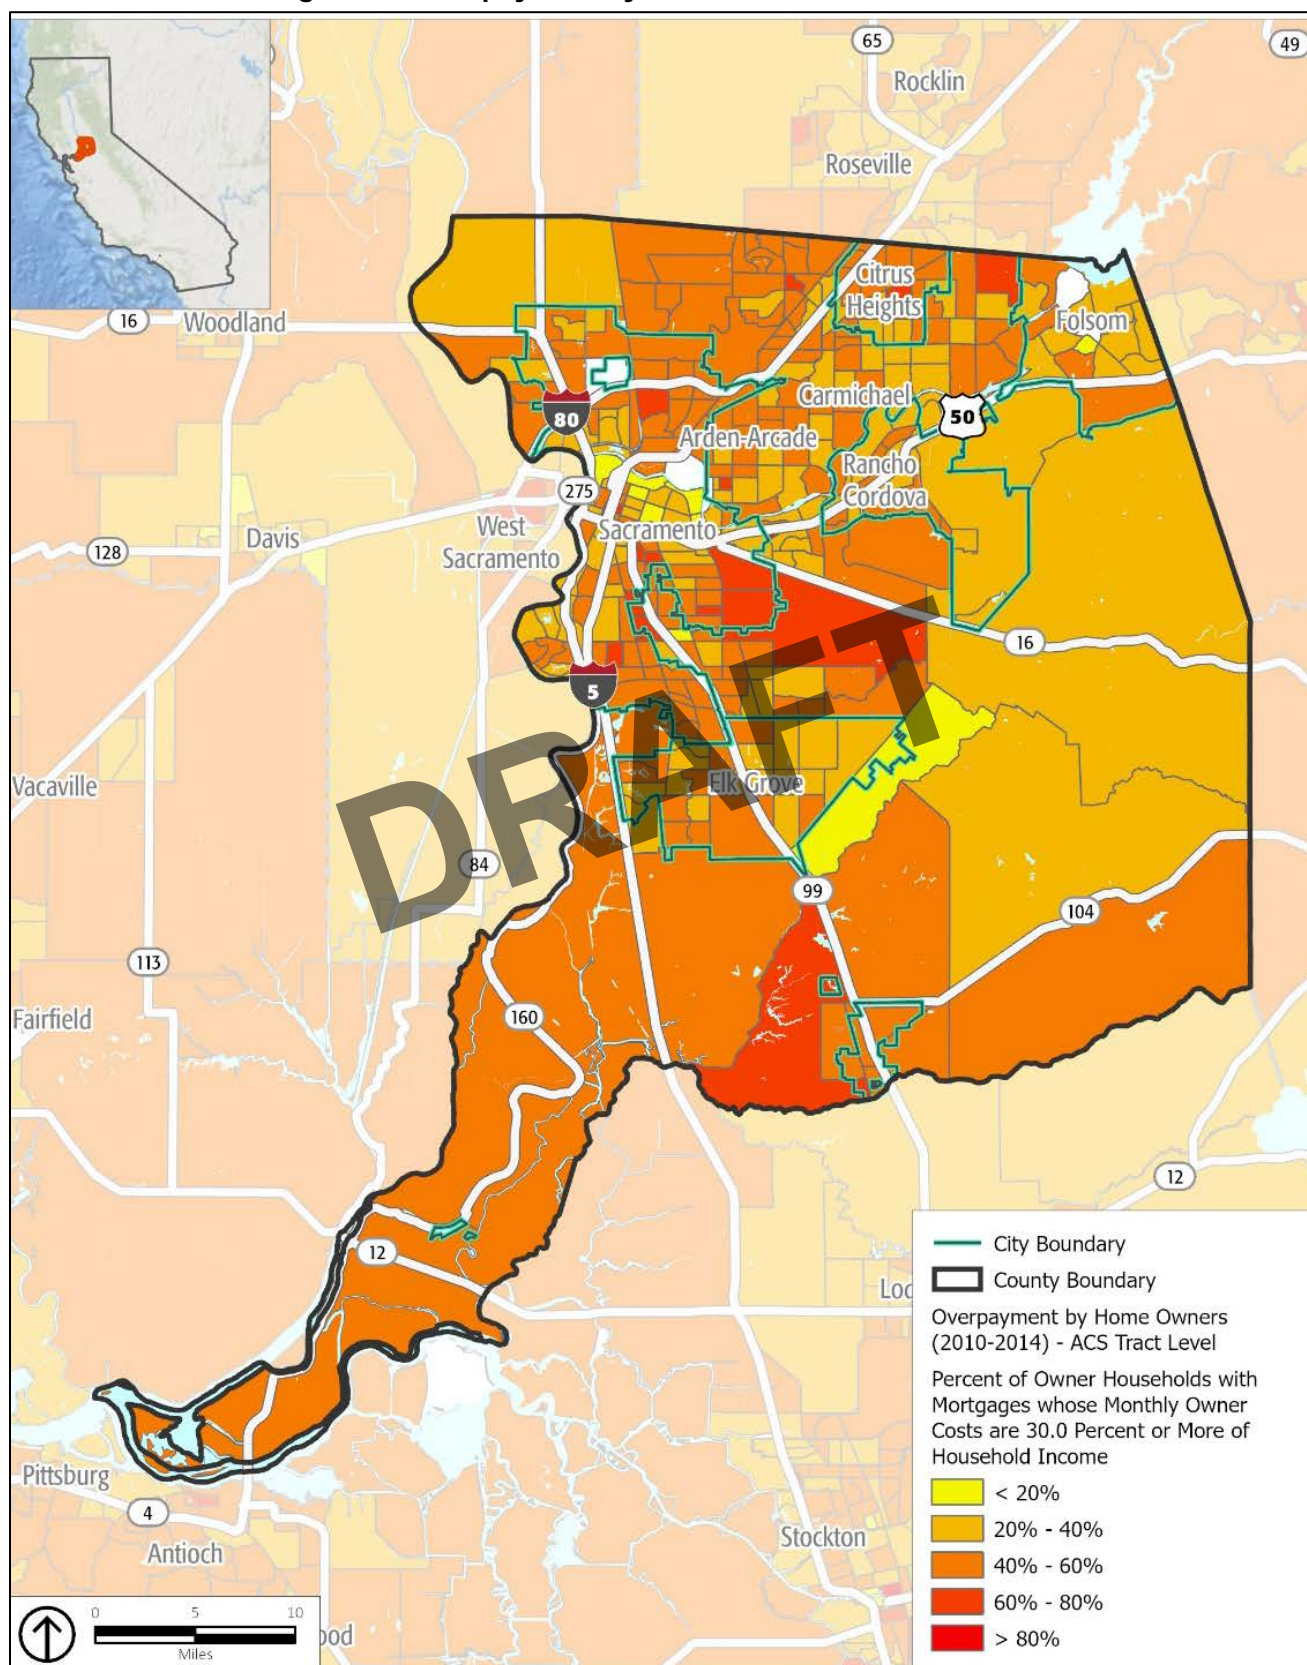 65
49
Rocklin
Roseville
Citrus
Heights
16
Woodland
Folsom
Carmichael
80
50
Arden-Arcade
Rancho
Cordova
275
West
Sacramento
Sacramento
128
Davis
16
5
DRAFT
Elk Grove
Vacaville
84
99
104
113
160
Fairfield
12
12
Pittsburg
4
Antioch
Stockton
City Boundary
County Boundary
Overpayment by Home Owners
(2010-2014) - ACS Tract Level
Percent of Owner Households with
Mortgages whose Monthly Owner
Costs are 30.0 Percent or More of
Household Income
< 20%
20% - 40%
40% - 60%
60% - 80%
> 80%
0 5 10
Miles